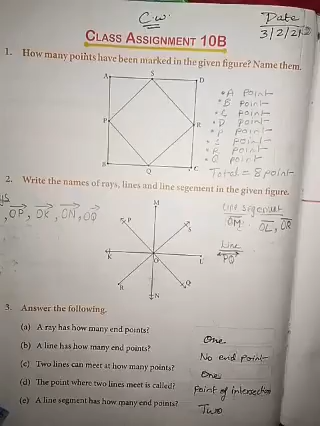 C.w.
Date
3/2/21
CLASS ASSIGNMENT 10B
1. How many points have been marked in the given figure? Name them.
A S D
P R
B Q C
• A Point
• B Point
• C Point
• D Point
• P Point
• S Point
• R Point
• Q Point
Total = 8 point
2. Write the names of rays, lines and line segement in the given figure.
OP, OK, ON, OQ
M
P S
K O L
R Q
N
Line segement
OM, OL, OR
Line
PQ
3. Answer the following.
(a) A ray has how many end points?
One
(b) A line has how many end points?
No end Point
(c) Two lines can meet at how many points?
One
(d) The point where two lines meet is called?
Point of intersection
(e) A line segment has how many end points?
Two